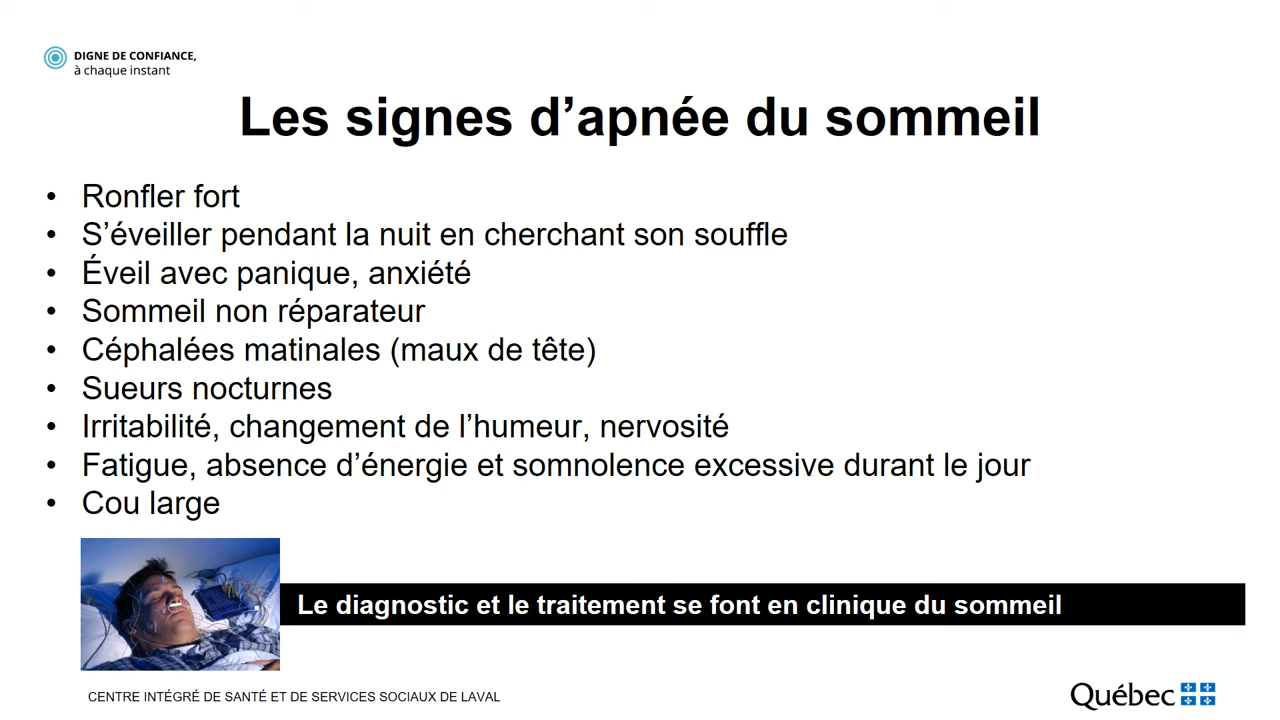 DIGNE DE CONFIANCE,
à chaque instant
Les signes d’apnée du sommeil
• Ronfler fort
• S’éveiller pendant la nuit en cherchant son souffle
• Éveil avec panique, anxiété
• Sommeil non réparateur
• Céphalées matinales (maux de tête)
• Sueurs nocturnes
• Irritabilité, changement de l’humeur, nervosité
• Fatigue, absence d’énergie et somnolence excessive durant le jour
• Cou large
Le diagnostic et le traitement se font en clinique du sommeil
CENTRE INTÉGRÉ DE SANTÉ ET DE SERVICES SOCIAUX DE LAVAL
Québec